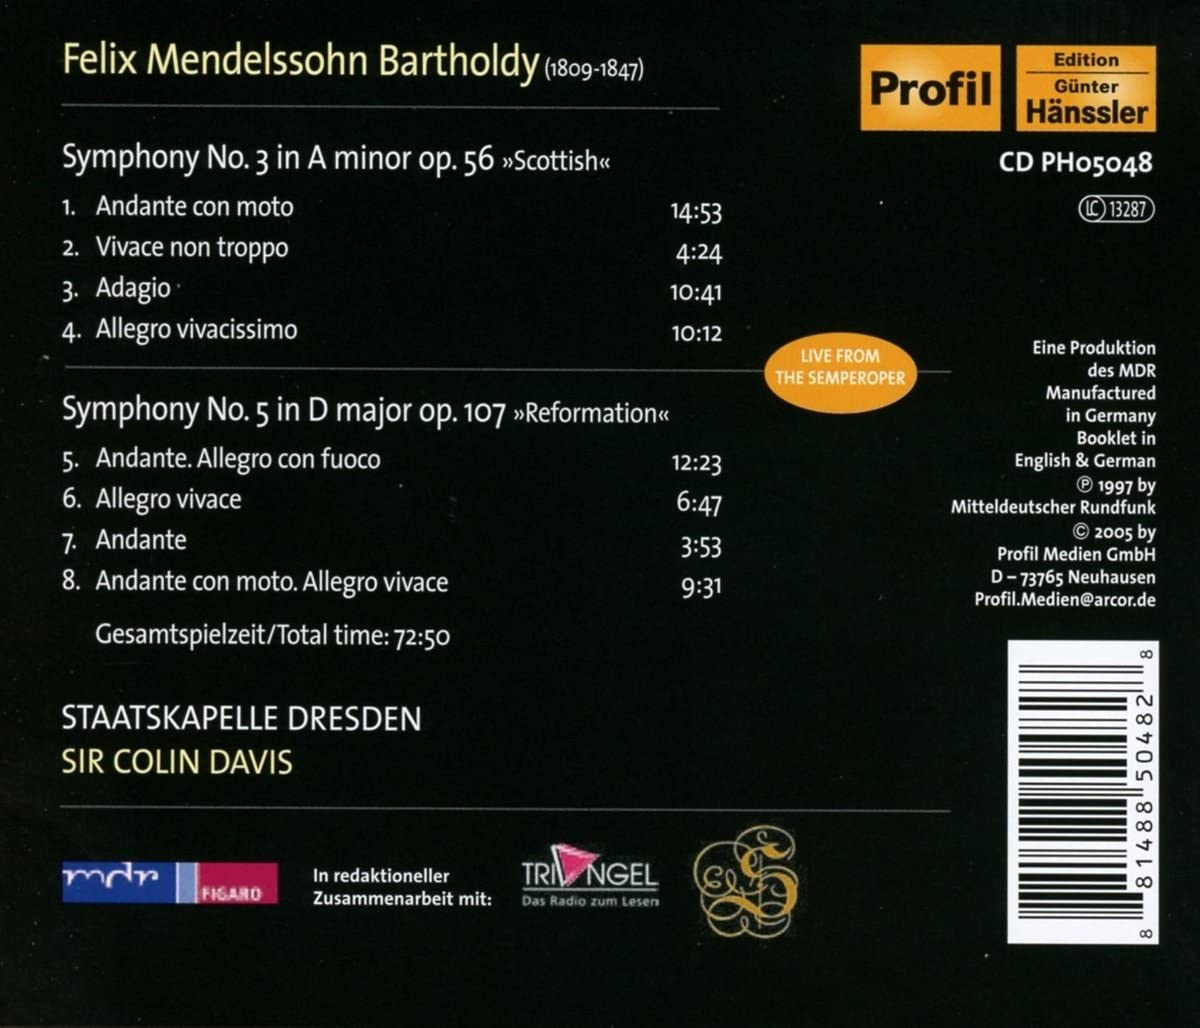 Felix Mendelssohn Bartholdy (1809-1847)
Profil
Edition
Günter
Hänssler
CD PH05048
LC 13287
Symphony No. 3 in A minor op. 56 »Scottish«
1. Andante con moto 14:53
2. Vivace non troppo 4:24
3. Adagio 10:41
4. Allegro vivacissimo 10:12
LIVE FROM
THE SEMPEROPER
Symphony No. 5 in D major op. 107 »Reformation«
5. Andante. Allegro con fuoco 12:23
6. Allegro vivace 6:47
7. Andante 3:53
8. Andante con moto. Allegro vivace 9:31
Gesamtspielzeit/Total time: 72:50
Eine Produktion
des MDR
Manufactured
in Germany
Booklet in
English & German
℗ 1997 by
Mitteldeutscher Rundfunk
© 2005 by
Profil Medien GmbH
D – 73765 Neuhausen
Profil.Medien@arcor.de
STAATSKAPELLE DRESDEN
SIR COLIN DAVIS
mdr FIGARO
In redaktioneller
Zusammenarbeit mit:
TRIANGEL
Das Radio zum Lesen
8 81488 50482 8